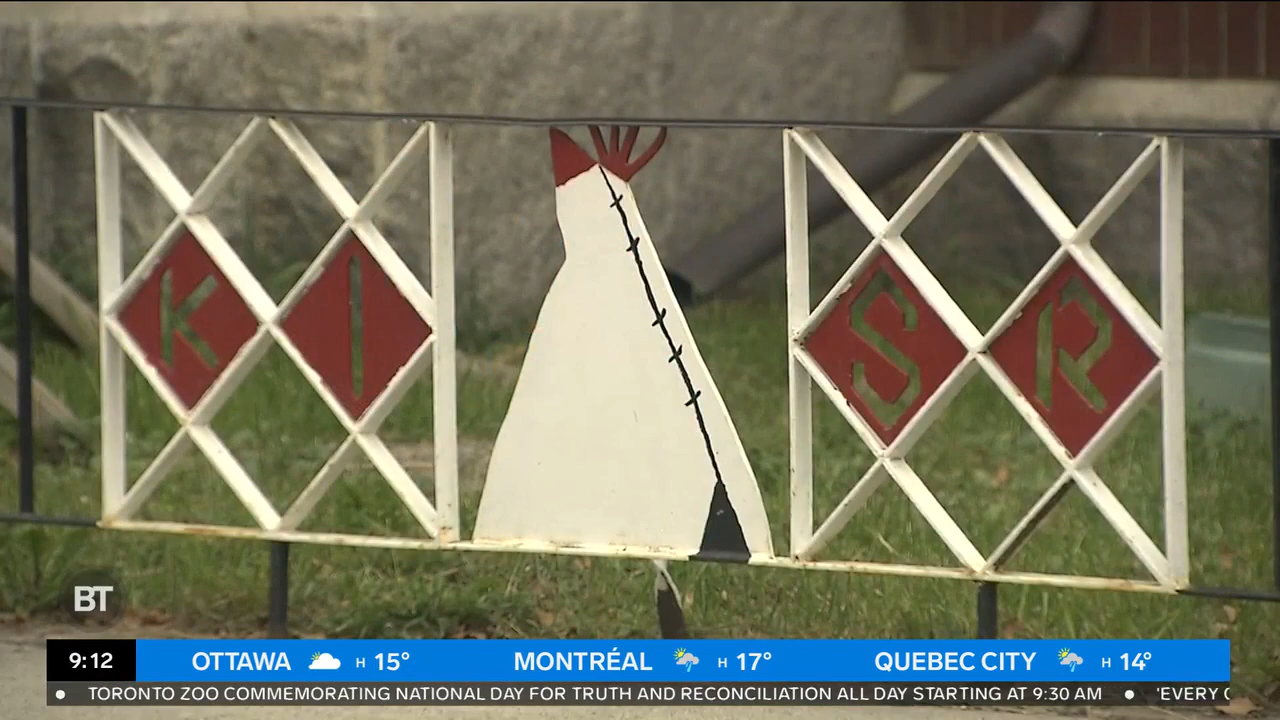 K I S R
BT
9:12 OTTAWA H 15° MONTRÉAL H 17° QUEBEC CITY H 14°
• TORONTO ZOO COMMEMORATING NATIONAL DAY FOR TRUTH AND RECONCILIATION ALL DAY STARTING AT 9:30 AM • 'EVERY